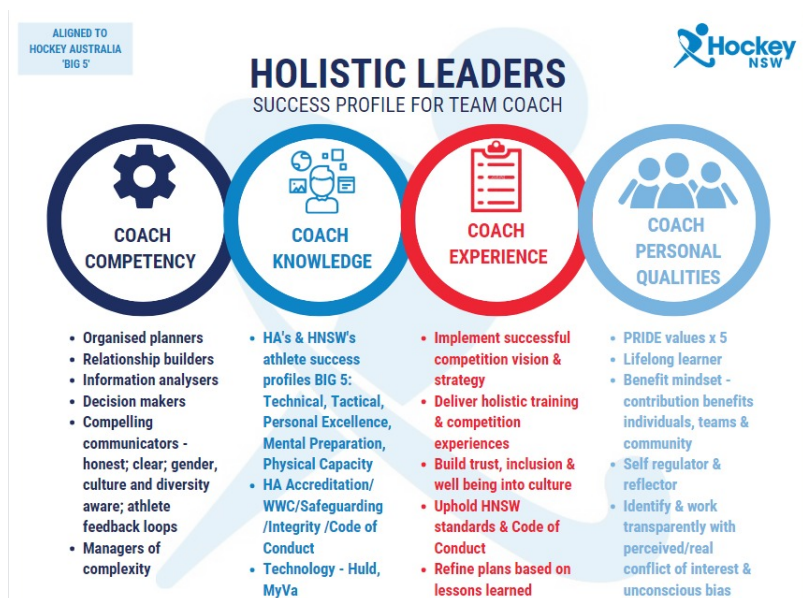 ALIGNED TO
HOCKEY AUSTRALIA
'BIG 5'
Hockey
NSW
HOLISTIC LEADERS
SUCCESS PROFILE FOR TEAM COACH
COACH
COMPETENCY
• Organised planners
• Relationship builders
• Information analysers
• Decision makers
• Compelling
communicators -
honest; clear; gender,
culture and diversity
aware; athlete
feedback loops
• Managers of
complexity
COACH
KNOWLEDGE
• HA's & HNSW's
athlete success
profiles BIG 5:
Technical, Tactical,
Personal Excellence,
Mental Preparation,
Physical Capacity
• HA Accreditation/
WWC/Safeguarding
/Integrity /Code of
Conduct
• Technology - Huld,
MyVa
COACH
EXPERIENCE
• Implement successful
competition vision &
strategy
• Deliver holistic training
& competition
experiences
• Build trust, inclusion &
well being into culture
• Uphold HNSW
standards & Code of
Conduct
• Refine plans based on
lessons learned
COACH
PERSONAL
QUALITIES
• PRIDE values x 5
• Lifelong learner
• Benefit mindset -
contribution benefits
individuals, teams &
community
• Self regulator &
reflector
• Identify & work
transparently with
perceived/real
conflict of interest &
unconscious bias